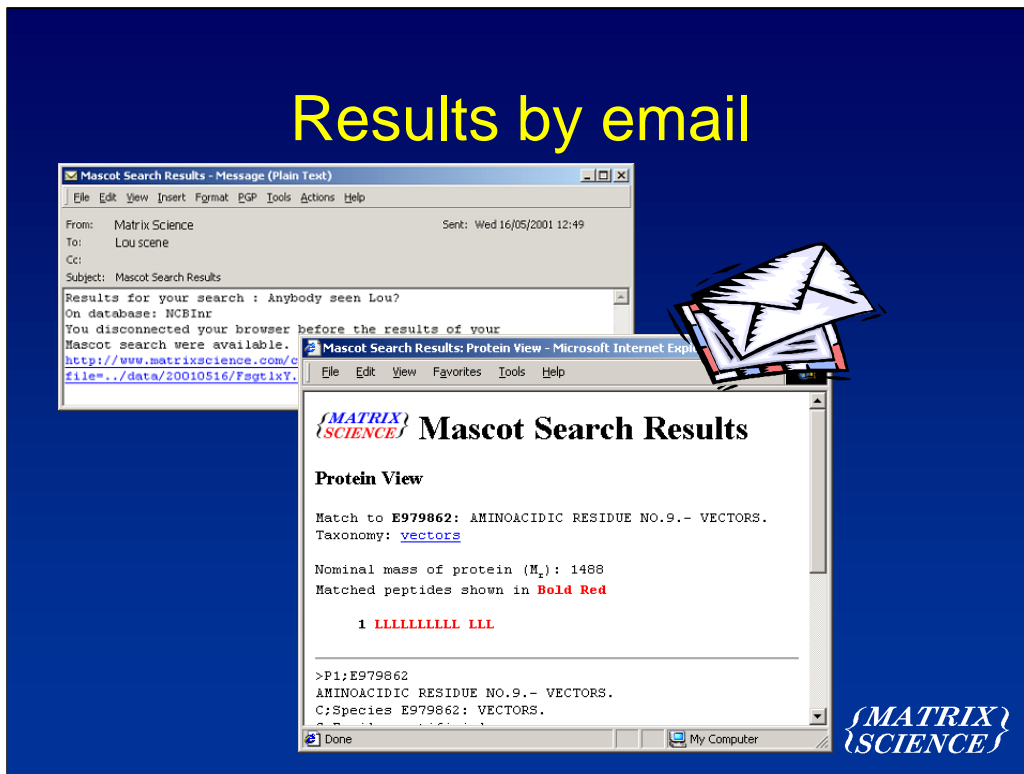 Results by email
Mascot Search Results - Message (Plain Text)
File Edit View Insert Format PGP Tools Actions Help
From: Matrix Science Sent: Wed 16/05/2001 12:49
To: Lou scene
Cc:
Subject: Mascot Search Results
Results for your search : Anybody seen Lou?
On database: NCBInr
You disconnected your browser before the results of your
Mascot search were available.
http://www.matrixscience.com/c
file=../data/20010516/FsgtlxY.
Mascot Search Results: Protein View - Microsoft Internet Expl
File Edit View Favorites Tools Help
{MATRIX SCIENCE} Mascot Search Results
Protein View
Match to E979862: AMINOACIDIC RESIDUE NO.9.- VECTORS.
Taxonomy: vectors
Nominal mass of protein (Mr): 1488
Matched peptides shown in Bold Red
1 LLLLLLLLLL LLL
>P1;E979862
AMINOACIDIC RESIDUE NO.9.- VECTORS.
C;Species E979862: VECTORS.
Done My Computer
{MATRIX
SCIENCE}